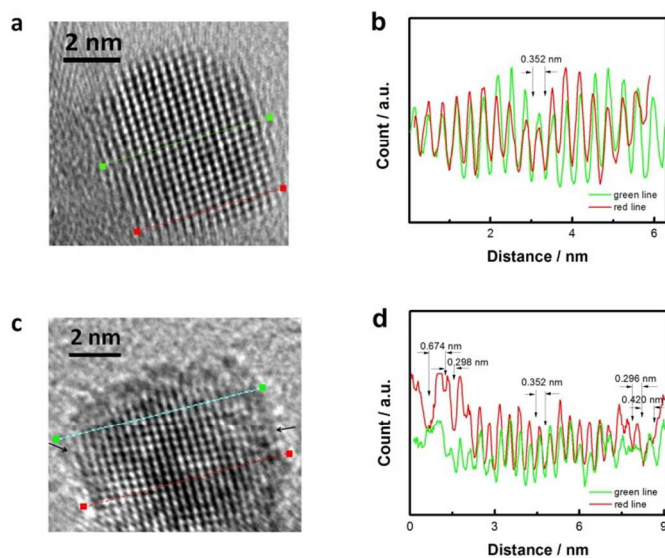 a
2 nm
b
Count / a.u.
0.352 nm
green line
red line
2
4
6
Distance / nm
c
2 nm
d
Count / a.u.
0.674 nm
0.298 nm
0.352 nm
0.296 nm
0.420 nm
green line
red line
0
3
6
9
Distance / nm